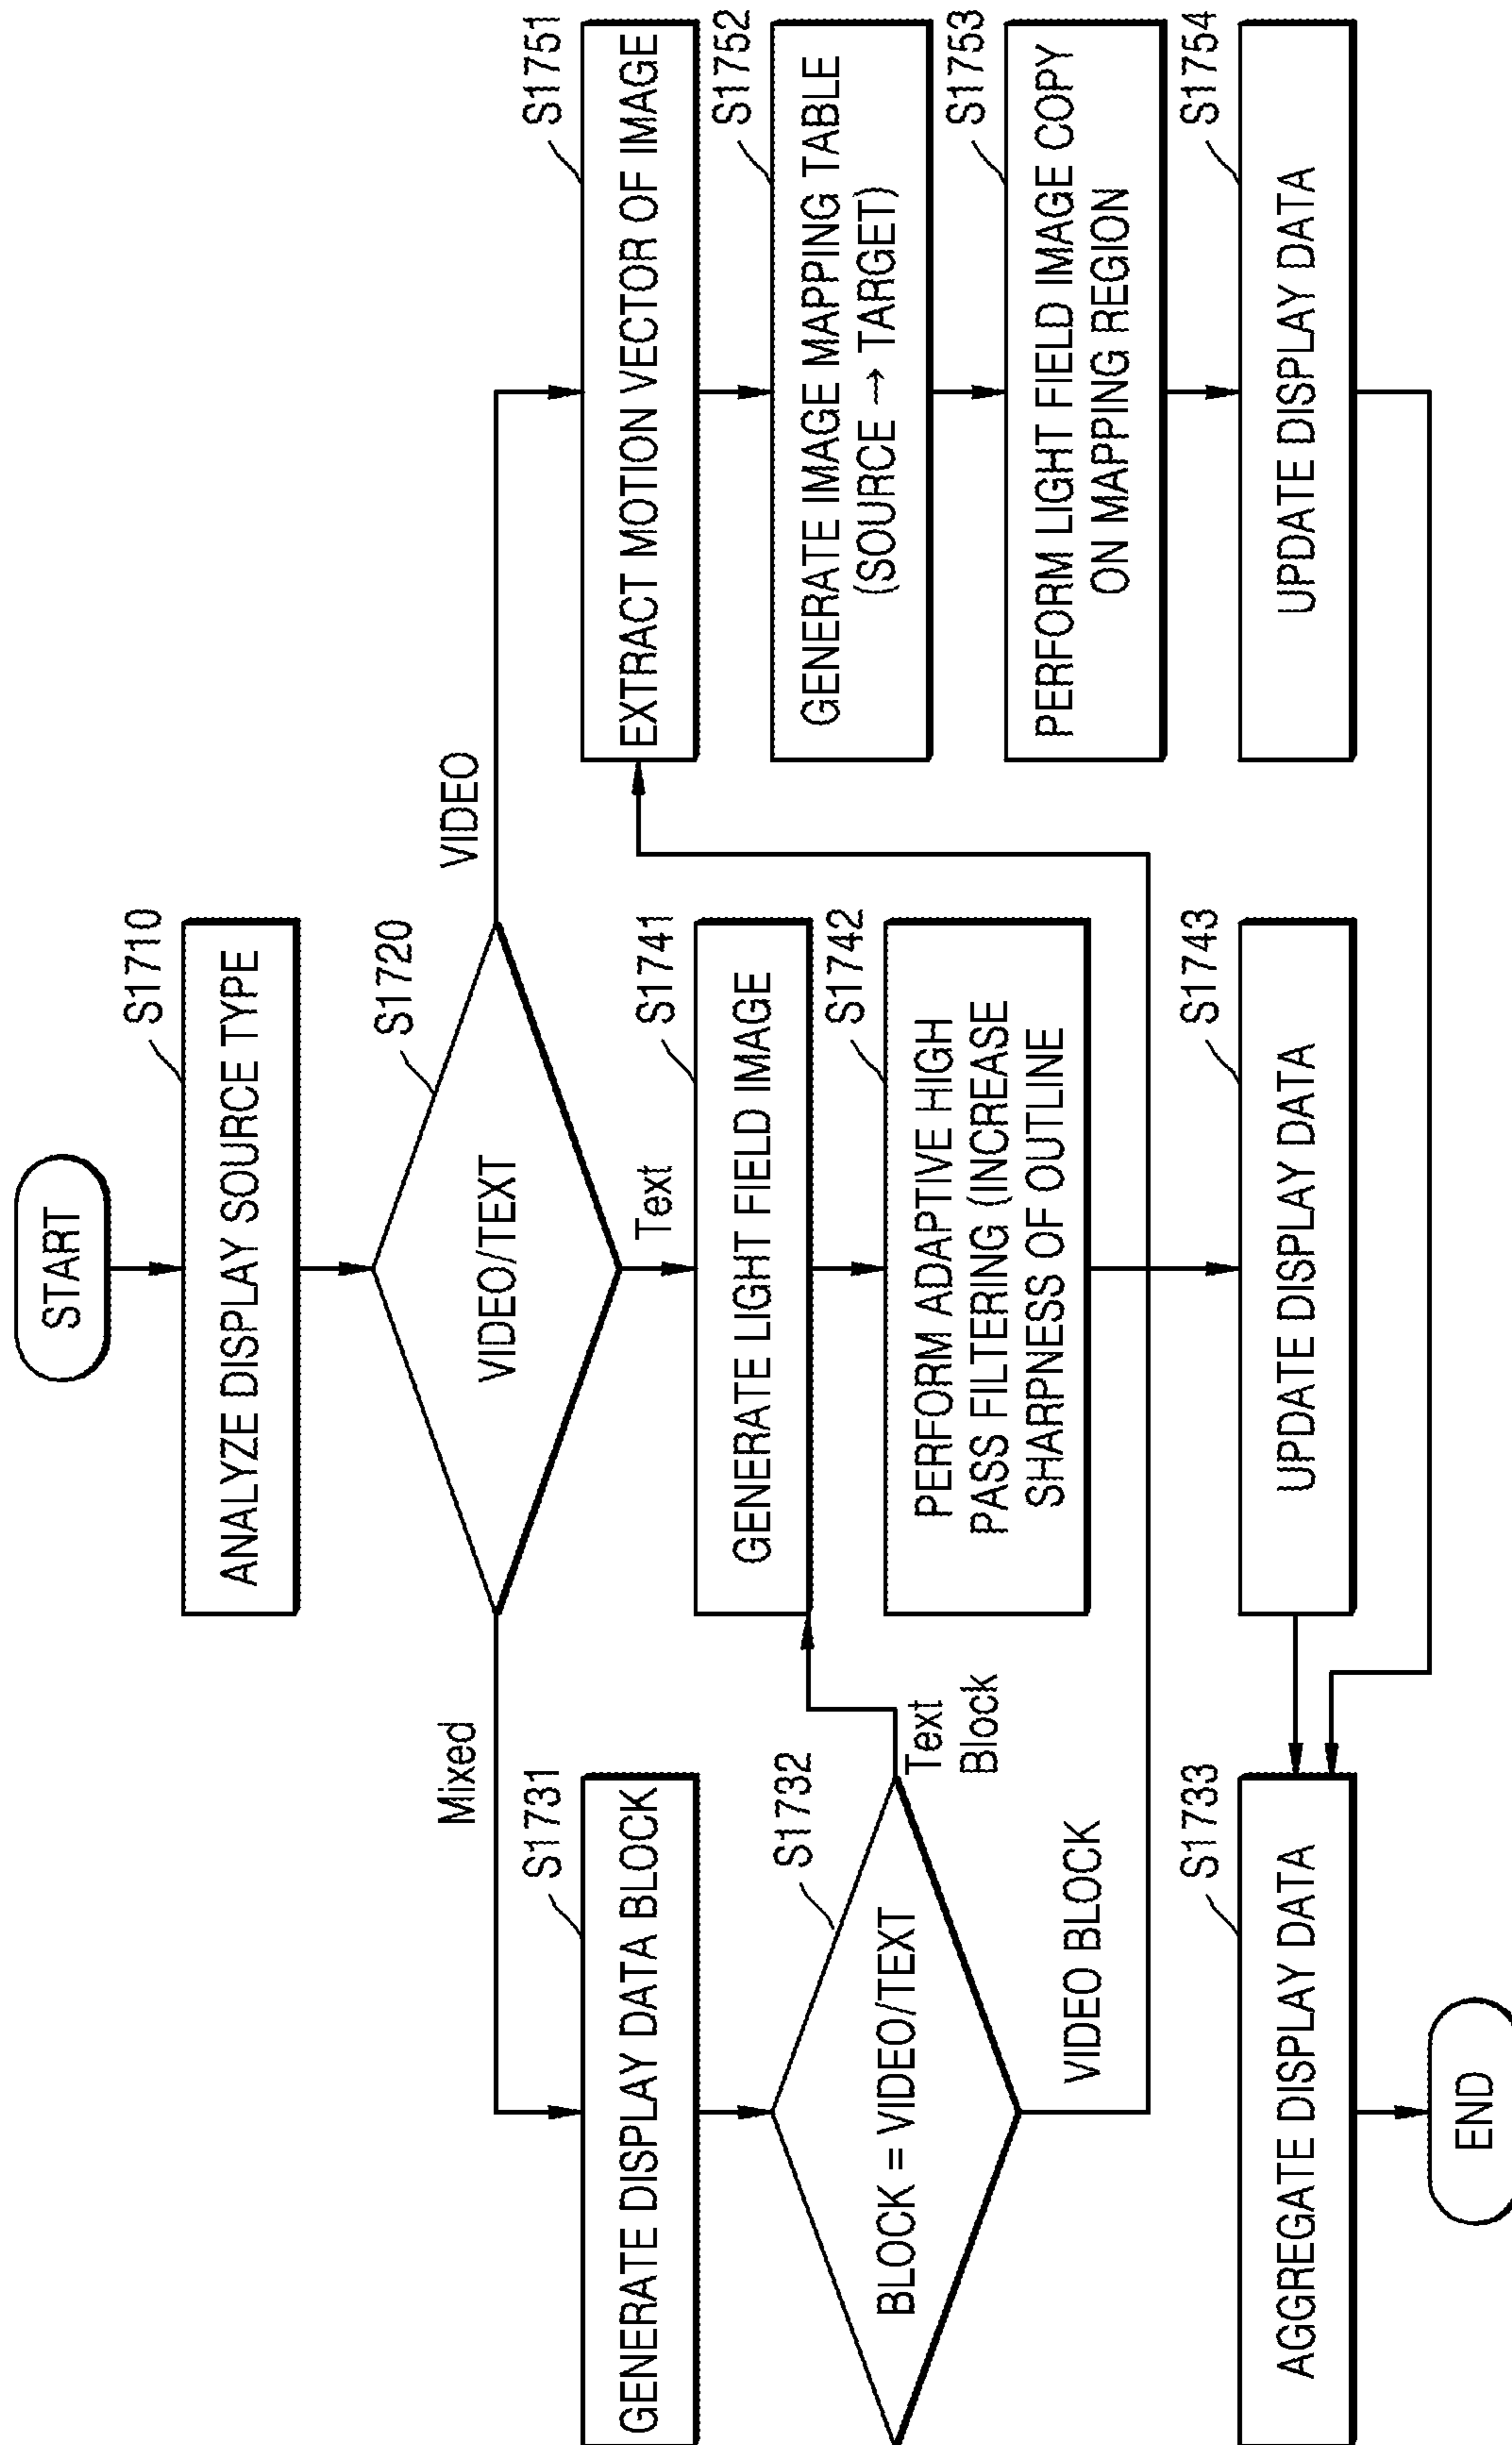 START
S1710
ANALYZE DISPLAY SOURCE TYPE
S1720
VIDEO/TEXT
Mixed
Text
VIDEO
S1731
GENERATE DISPLAY DATA BLOCK
S1732
BLOCK = VIDEO/TEXT
Text
Block
VIDEO BLOCK
S1741
GENERATE LIGHT FIELD IMAGE
S1742
PERFORM ADAPTIVE HIGH
PASS FILTERING (INCREASE
SHARPNESS OF OUTLINE
S1743
UPDATE DISPLAY DATA
S1751
EXTRACT MOTION VECTOR OF IMAGE
S1752
GENERATE IMAGE MAPPING TABLE
(SOURCE → TARGET)
S1753
PERFORM LIGHT FIELD IMAGE COPY
ON MAPPING REGION
S1754
UPDATE DISPLAY DATA
S1733
AGGREGATE DISPLAY DATA
END